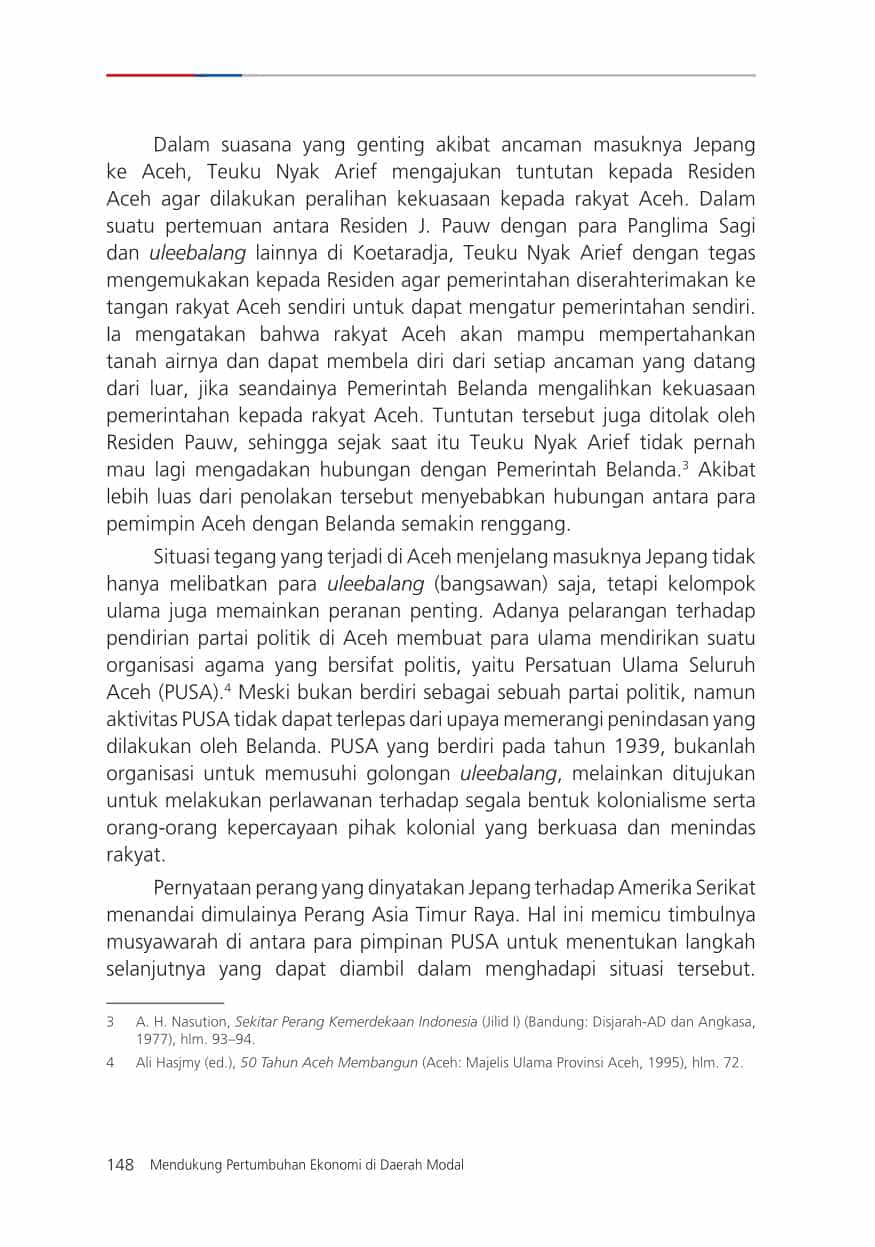 Dalam suasana yang genting akibat ancaman masuknya Jepang
ke Aceh, Teuku Nyak Arief mengajukan tuntutan kepada Residen
Aceh agar dilakukan peralihan kekuasaan kepada rakyat Aceh. Dalam
suatu pertemuan antara Residen J. Pauw dengan para Panglima Sagi
dan uleebalang lainnya di Koetaradja, Teuku Nyak Arief dengan tegas
mengemukakan kepada Residen agar pemerintahan diserahterimakan ke
tangan rakyat Aceh sendiri untuk dapat mengatur pemerintahan sendiri.
Ia mengatakan bahwa rakyat Aceh akan mampu mempertahankan
tanah airnya dan dapat membela diri dari setiap ancaman yang datang
dari luar, jika seandainya Pemerintah Belanda mengalihkan kekuasaan
pemerintahan kepada rakyat Aceh. Tuntutan tersebut juga ditolak oleh
Residen Pauw, sehingga sejak saat itu Teuku Nyak Arief tidak pernah
mau lagi mengadakan hubungan dengan Pemerintah Belanda.³ Akibat
lebih luas dari penolakan tersebut menyebabkan hubungan antara para
pemimpin Aceh dengan Belanda semakin renggang.
Situasi tegang yang terjadi di Aceh menjelang masuknya Jepang tidak
hanya melibatkan para uleebalang (bangsawan) saja, tetapi kelompok
ulama juga memainkan peranan penting. Adanya pelarangan terhadap
pendirian partai politik di Aceh membuat para ulama mendirikan suatu
organisasi agama yang bersifat politis, yaitu Persatuan Ulama Seluruh
Aceh (PUSA).⁴ Meski bukan berdiri sebagai sebuah partai politik, namun
aktivitas PUSA tidak dapat terlepas dari upaya memerangi penindasan yang
dilakukan oleh Belanda. PUSA yang berdiri pada tahun 1939, bukanlah
organisasi untuk memusuhi golongan uleebalang, melainkan ditujukan
untuk melakukan perlawanan terhadap segala bentuk kolonialisme serta
orang-orang kepercayaan pihak kolonial yang berkuasa dan menindas
rakyat.
Pernyataan perang yang dinyatakan Jepang terhadap Amerika Serikat
menandai dimulainya Perang Asia Timur Raya. Hal ini memicu timbulnya
musyawarah di antara para pimpinan PUSA untuk menentukan langkah
selanjutnya yang dapat diambil dalam menghadapi situasi tersebut.
3 A. H. Nasution, Sekitar Perang Kemerdekaan Indonesia (Jilid I) (Bandung: Disjarah-AD dan Angkasa,
1977), hlm. 93–94.
4 Ali Hasjmy (ed.), 50 Tahun Aceh Membangun (Aceh: Majelis Ulama Provinsi Aceh, 1995), hlm. 72.
148 Mendukung Pertumbuhan Ekonomi di Daerah Modal